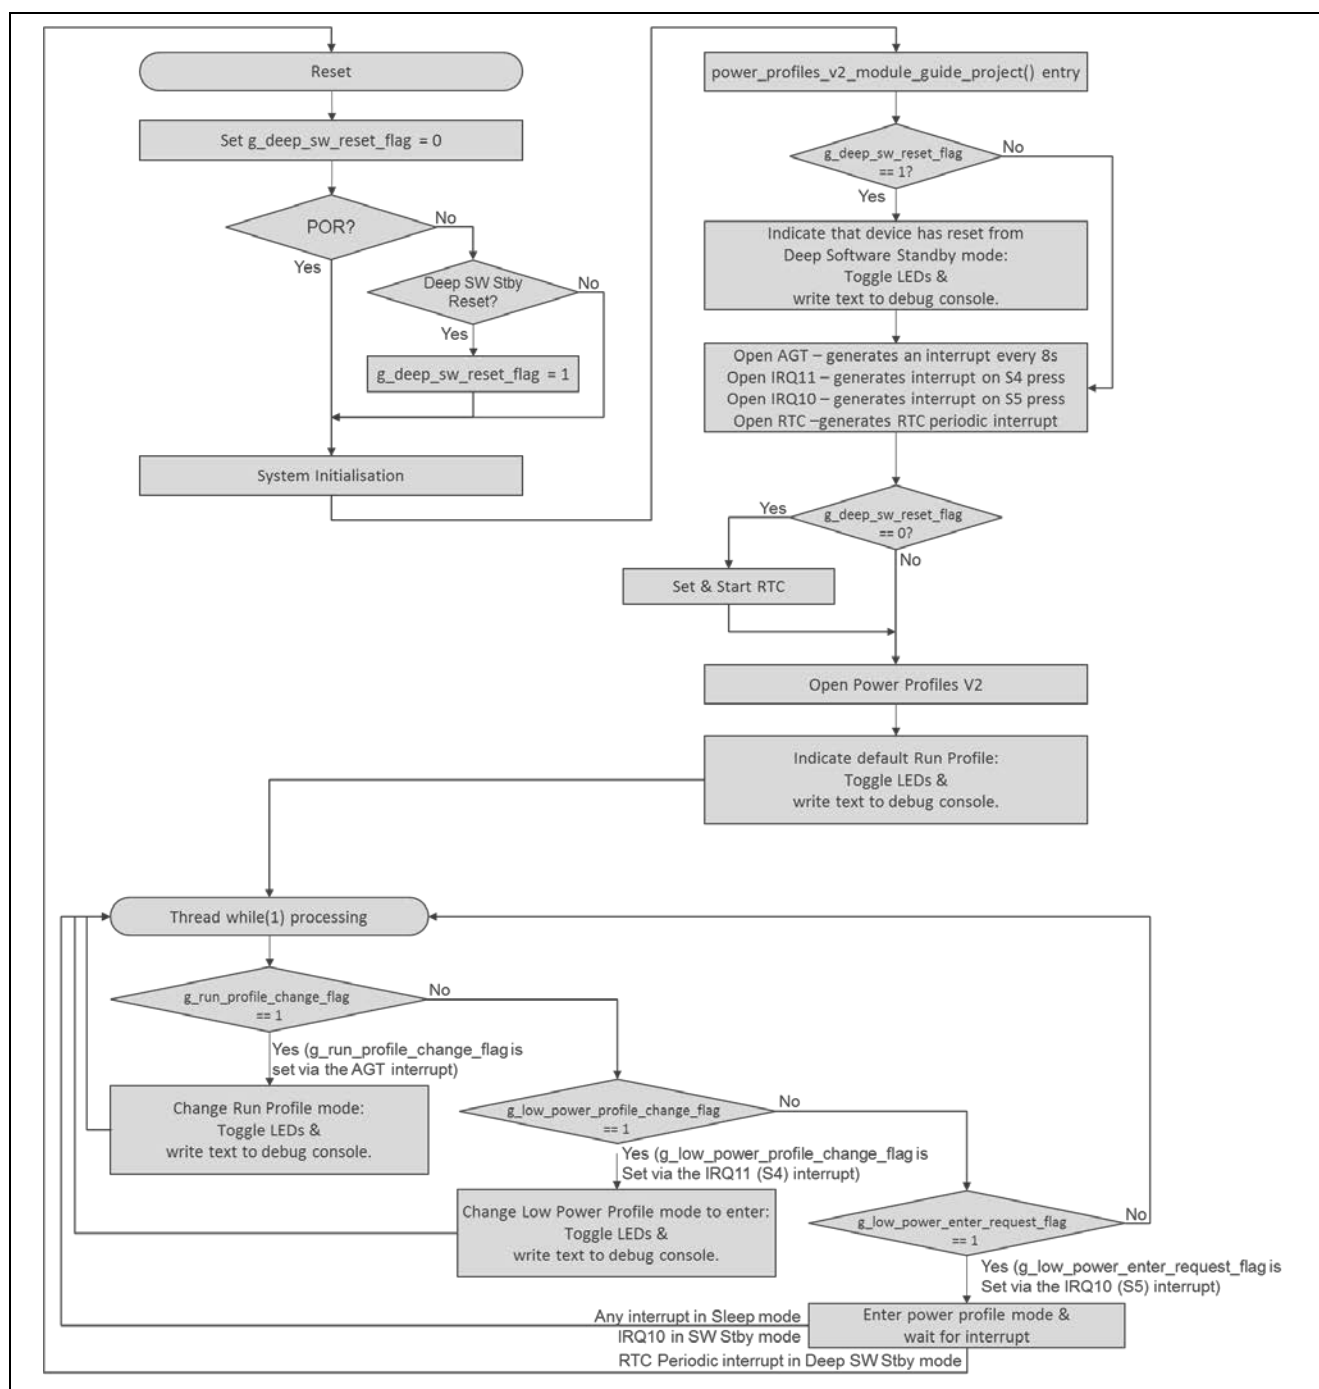 Reset
Set g_deep_sw_reset_flag = 0
POR?
No
Yes
Deep SW Stby
Reset?
No
Yes
g_deep_sw_reset_flag = 1
System Initialisation
power_profiles_v2_module_guide_project() entry
g_deep_sw_reset_flag
== 1?
No
Yes
Indicate that device has reset from
Deep Software Standby mode:
Toggle LEDs &
write text to debug console.
Open AGT – generates an interrupt every 8s
Open IRQ11 – generates interrupt on S4 press
Open IRQ10 – generates interrupt on S5 press
Open RTC –generates RTC periodic interrupt
Yes
g_deep_sw_reset_flag
== 0?
No
Set & Start RTC
Open Power Profiles V2
Indicate default Run Profile:
Toggle LEDs &
write text to debug console.
Thread while(1) processing
g_run_profile_change_flag
== 1
No
Yes (g_run_profile_change_flag is
set via the AGT interrupt)
Change Run Profile mode:
Toggle LEDs &
write text to debug console.
g_low_power_profile_change_flag
== 1
No
Yes (g_low_power_profile_change_flag is
Set via the IRQ11 (S4) interrupt)
Change Low Power Profile mode to enter:
Toggle LEDs &
write text to debug console.
g_low_power_enter_request_flag
== 1
No
Yes (g_low_power_enter_request_flag is
Set via the IRQ10 (S5) interrupt)
Enter power profile mode &
wait for interrupt
Any interrupt in Sleep mode
IRQ10 in SW Stby mode
RTC Periodic interrupt in Deep SW Stby mode